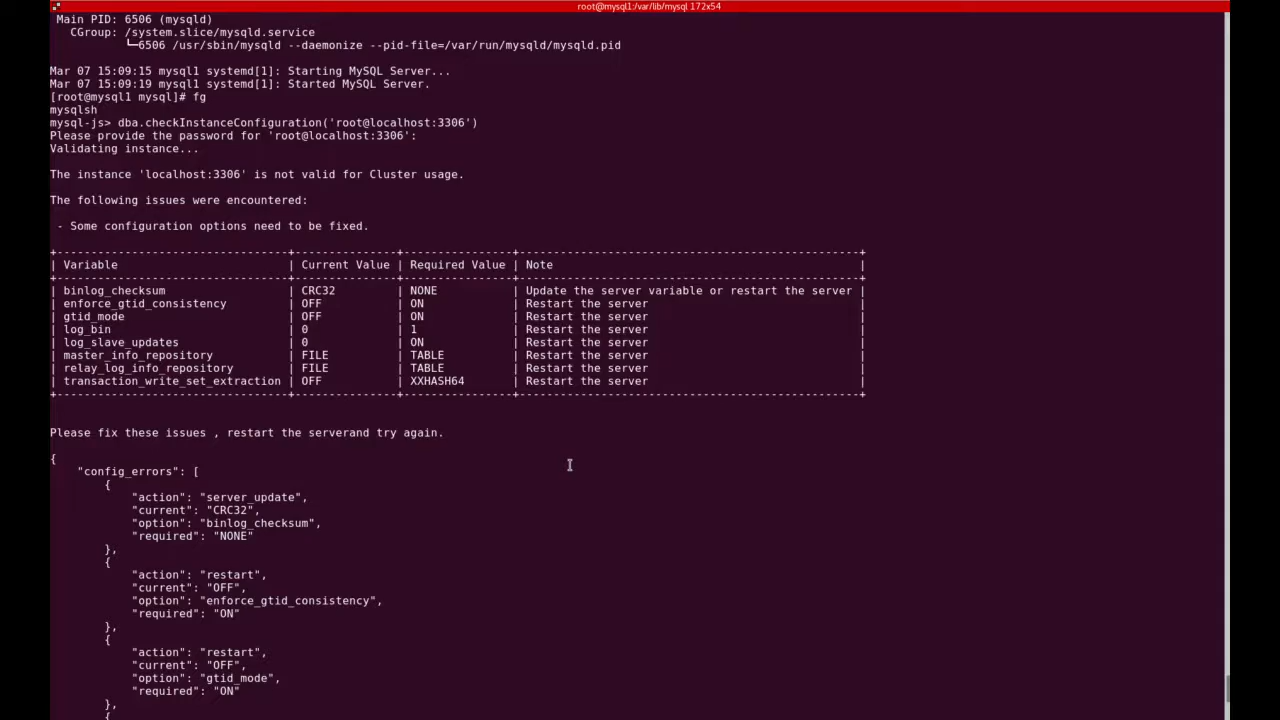 root@mysql1:/var/lib/mysql 172x54
 Main PID: 6506 (mysqld)
   CGroup: /system.slice/mysqld.service
           └─6506 /usr/sbin/mysqld --daemonize --pid-file=/var/run/mysqld/mysqld.pid

Mar 07 15:09:15 mysql1 systemd[1]: Starting MySQL Server...
Mar 07 15:09:19 mysql1 systemd[1]: Started MySQL Server.
[root@mysql1 mysql]# fg
mysqlsh
mysql-js> dba.checkInstanceConfiguration('root@localhost:3306')
Please provide the password for 'root@localhost:3306':
Validating instance...

The instance 'localhost:3306' is not valid for Cluster usage.

The following issues were encountered:

 - Some configuration options need to be fixed.

+----------------------------------+---------------+----------------+--------------------------------------------------+
| Variable                         | Current Value | Required Value | Note                                             |
+----------------------------------+---------------+----------------+--------------------------------------------------+
| binlog_checksum                  | CRC32         | NONE           | Update the server variable or restart the server |
| enforce_gtid_consistency         | OFF           | ON             | Restart the server                               |
| gtid_mode                        | OFF           | ON             | Restart the server                               |
| log_bin                          | 0             | 1              | Restart the server                               |
| log_slave_updates                | 0             | ON             | Restart the server                               |
| master_info_repository           | FILE          | TABLE          | Restart the server                               |
| relay_log_info_repository        | FILE          | TABLE          | Restart the server                               |
| transaction_write_set_extraction | OFF           | XXHASH64       | Restart the server                               |
+----------------------------------+---------------+----------------+--------------------------------------------------+

Please fix these issues , restart the serverand try again.

{
    "config_errors": [
        {
            "action": "server_update",
            "current": "CRC32",
            "option": "binlog_checksum",
            "required": "NONE"
        },
        {
            "action": "restart",
            "current": "OFF",
            "option": "enforce_gtid_consistency",
            "required": "ON"
        },
        {
            "action": "restart",
            "current": "OFF",
            "option": "gtid_mode",
            "required": "ON"
        },
        {